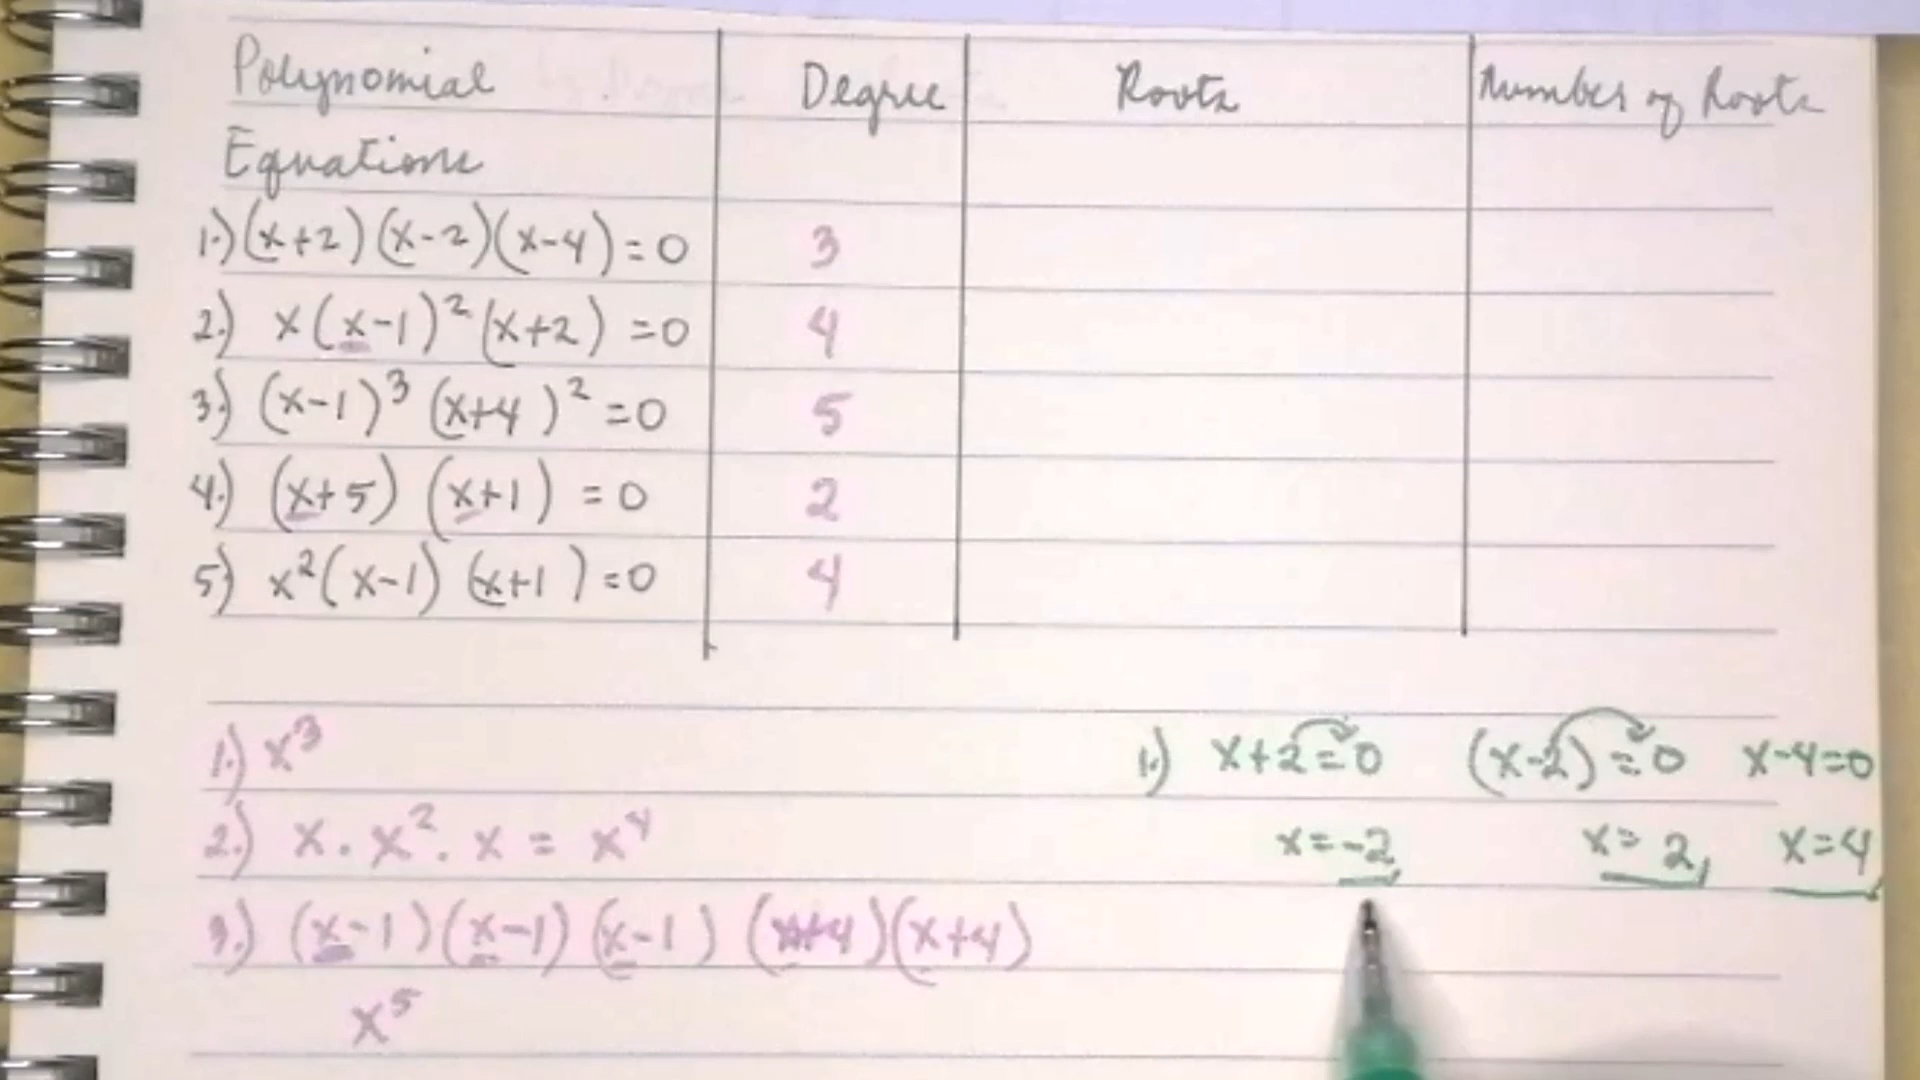 Polynomial Degree Roots Number of Roots
Equations
1.) (x+2)(x-2)(x-4)=0 3
2.) x(x-1)²(x+2)=0 4
3.) (x-1)³(x+4)²=0 5
4.) (x+5)(x+1)=0 2
5.) x²(x-1)(x+1)=0 4
1.) x³ 1.) x+2=0 (x-2)=0 x-4=0
2.) x.x².x=x⁴ x=-2, x=2, x=4
3.) (x-1)(x-1)(x-1)(x+4)(x+4)
x⁵